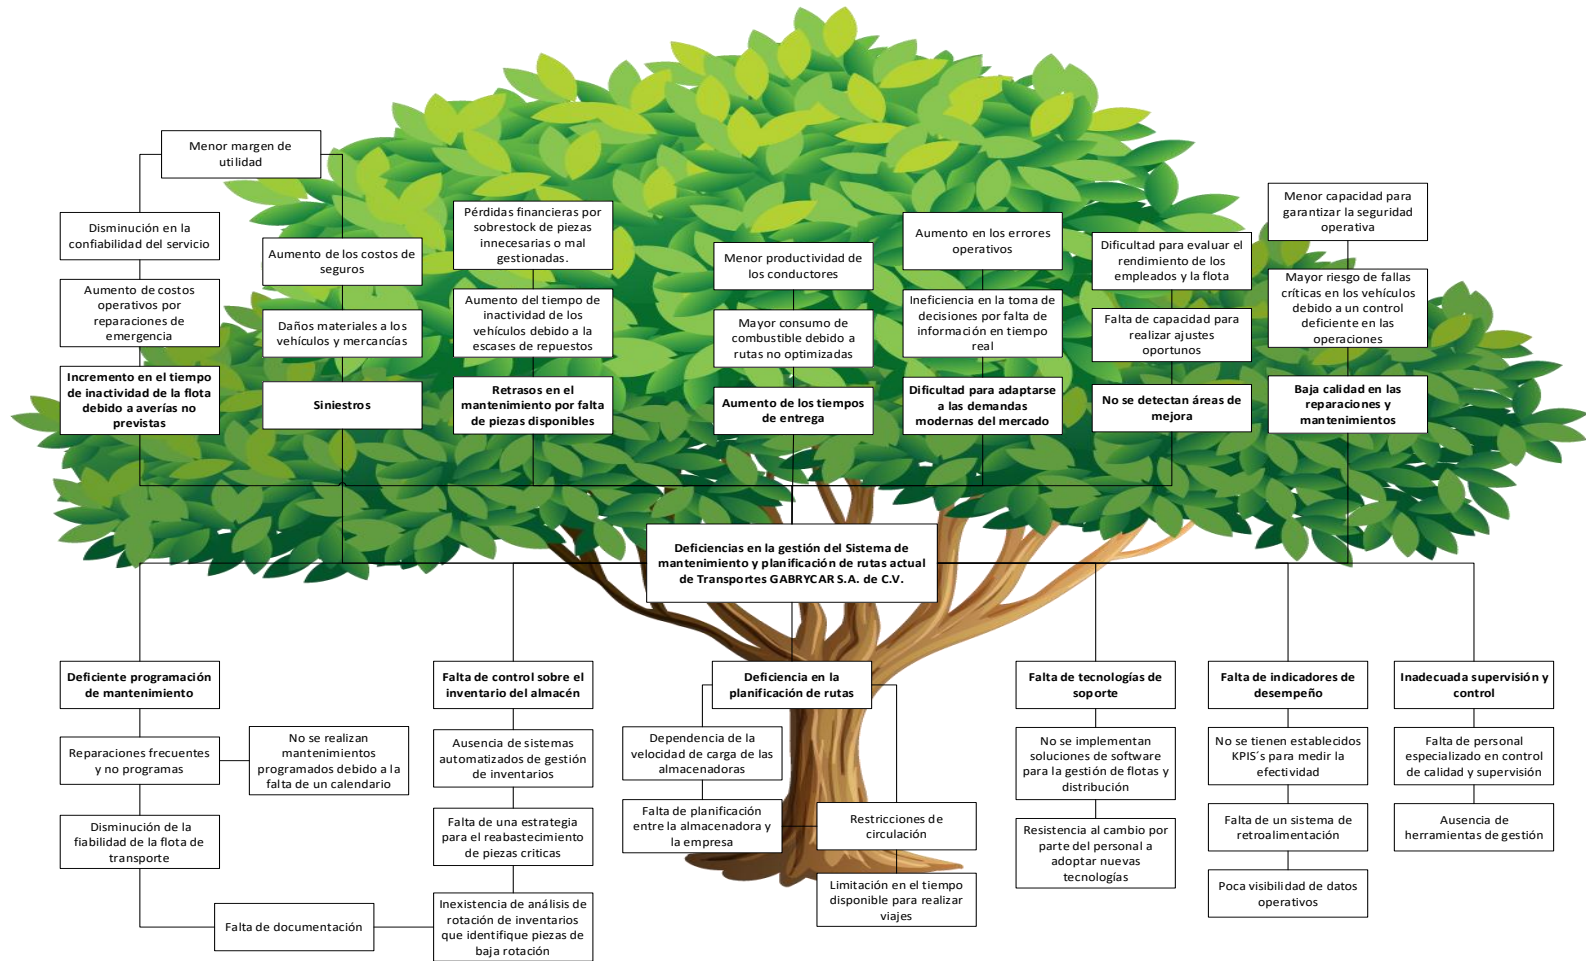 Menor margen de
utilidad
Disminución en la
confiabilidad del servicio
Aumento de costos
operativos por
reparaciones de
emergencia
Incremento en el tiempo
de inactividad de la flota
debido a averías no
previstas
Aumento de los costos de
seguros
Daños materiales a los
vehículos y mercancías
Siniestros
Pérdidas financieras por
sobrestock de piezas
innecesarias o mal
gestionadas.
Aumento del tiempo de
inactividad de los
vehículos debido a la
escases de repuestos
Retrasos en el
mantenimiento por falta
de piezas disponibles
Menor productividad de
los conductores
Mayor consumo de
combustible debido a
rutas no optimizadas
Aumento de los tiempos
de entrega
Aumento en los errores
operativos
Ineficiencia en la toma de
decisiones por falta de
información en tiempo
real
Dificultad para adaptarse
a las demandas
modernas del mercado
Dificultad para evaluar el
rendimiento de los
empleados y la flota
Falta de capacidad para
realizar ajustes
oportunos
No se detectan áreas de
mejora
Menor capacidad para
garantizar la seguridad
operativa
Mayor riesgo de fallas
críticas en los vehículos
debido a un control
deficiente en las
operaciones
Baja calidad en las
reparaciones y
mantenimientos
Deficiencias en la gestión del Sistema de
mantenimiento y planificación de rutas actual
de Transportes GABRYCAR S.A. de C.V.
Deficiente programación
de mantenimiento
Reparaciones frecuentes
y no programas
No se realizan
mantenimientos
programados debido a la
falta de un calendario
Disminución de la
fiabilidad de la flota de
transporte
Falta de documentación
Falta de control sobre el
inventario del almacén
Ausencia de sistemas
automatizados de gestión
de inventarios
Falta de una estrategia
para el reabastecimiento
de piezas criticas
Inexistencia de análisis de
rotación de inventarios
que identifique piezas de
baja rotación
Deficiencia en la
planificación de rutas
Dependencia de la
velocidad de carga de las
almacenadoras
Falta de planificación
entre la almacenadora y
la empresa
Restricciones de
circulación
Limitación en el tiempo
disponible para realizar
viajes
Falta de tecnologías de
soporte
No se implementan
soluciones de software
para la gestión de flotas y
distribución
Resistencia al cambio por
parte del personal a
adoptar nuevas
tecnologías
Falta de indicadores de
desempeño
No se tienen establecidos
KPIS´s para medir la
efectividad
Falta de un sistema de
retroalimentación
Poca visibilidad de datos
operativos
Inadecuada supervisión y
control
Falta de personal
especializado en control
de calidad y supervisión
Ausencia de
herramientas de gestión